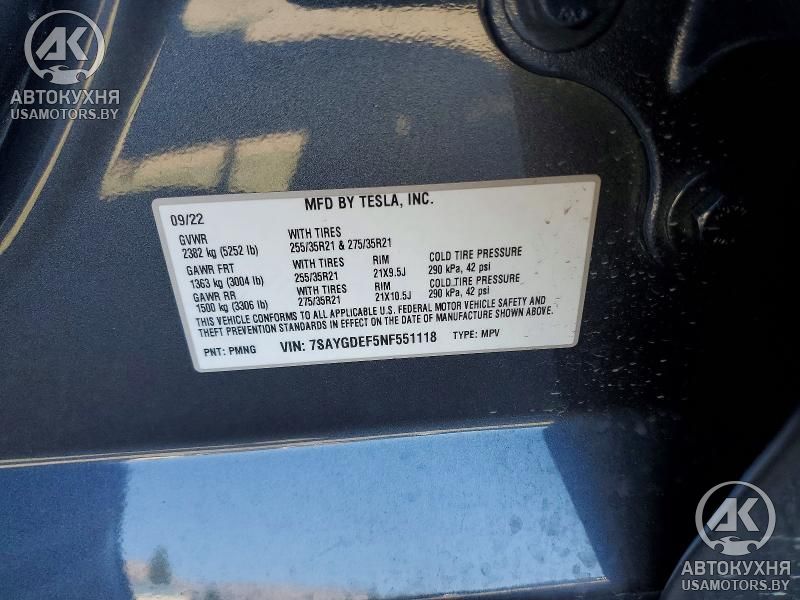 АК
АВТОКУХНЯ
USAMOTORS.BY
MFD BY TESLA, INC.
09/22
GVWR
2382 kg (5252 lb)
WITH TIRES
255/35R21 & 275/35R21
GAWR FRT
1363 kg (3004 lb)
WITH TIRES
255/35R21
RIM
21X9.5J
COLD TIRE PRESSURE
290 kPa, 42 psi
GAWR RR
1500 kg (3306 lb)
WITH TIRES
275/35R21
RIM
21X10.5J
COLD TIRE PRESSURE
290 kPa, 42 psi
THIS VEHICLE CONFORMS TO ALL APPLICABLE U.S. FEDERAL MOTOR VEHICLE SAFETY AND
THEFT PREVENTION STANDARDS IN EFFECT ON THE DATE OF MANUFACTURE SHOWN ABOVE.
PNT: PMNG VIN: 7SAYGDEF5NF551118 TYPE: MPV
АК
АВТОКУХНЯ
USAMOTORS.BY